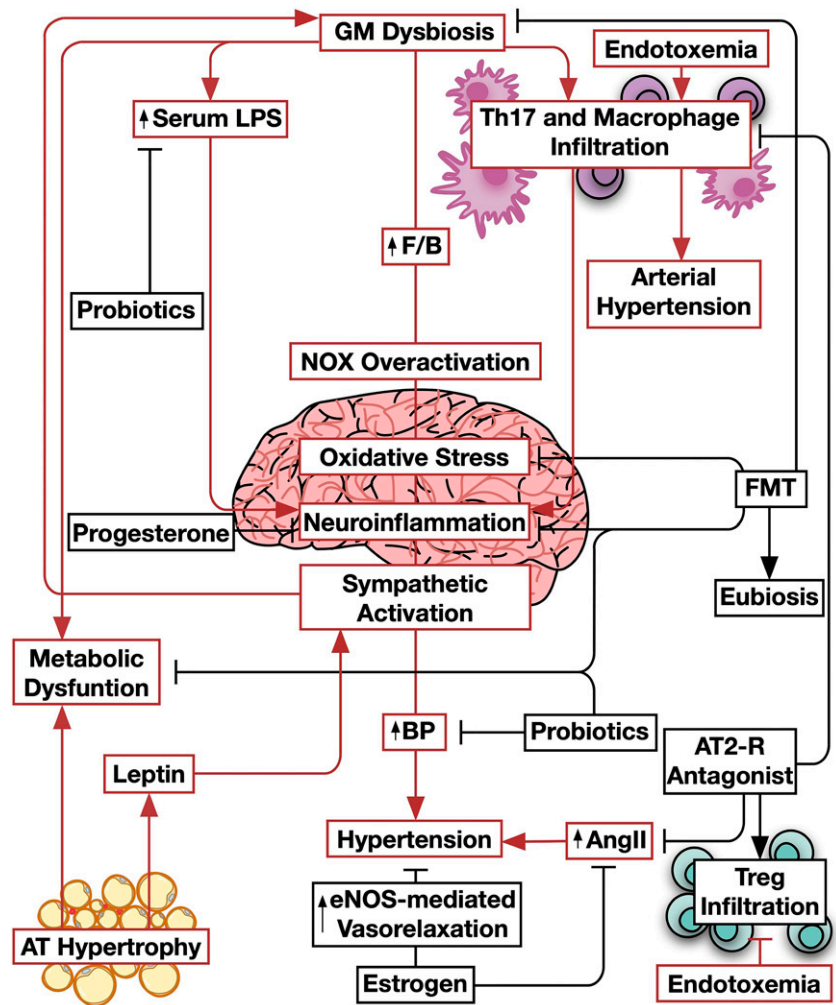 GM Dysbiosis
Endotoxemia
↑Serum LPS
Th17 and Macrophage
Infiltration
↑F/B
Probiotics
Arterial
Hypertension
NOX Overactivation
Oxidative Stress
FMT
Neuroinflammation
Progesterone
Sympathetic
Activation
Eubiosis
Metabolic
Dysfuntion
↑BP
Probiotics
AT2-R
Antagonist
Leptin
Hypertension
↑AngII
↑eNOS-mediated
Vasorelaxation
Treg
Infiltration
AT Hypertrophy
Estrogen
Endotoxemia